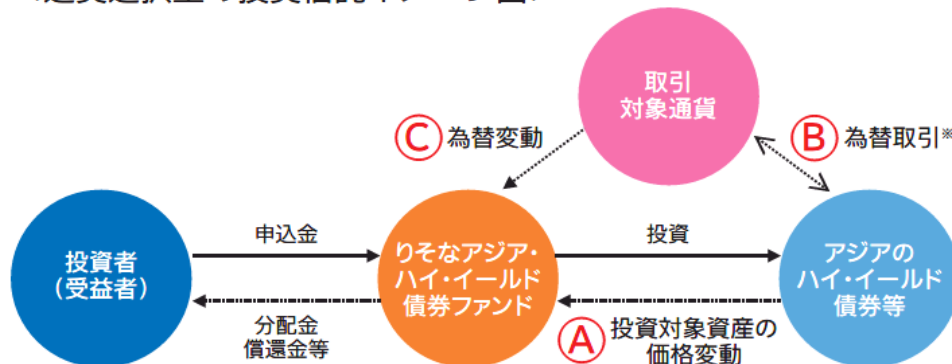 取引
対象通貨
C 為替変動
B 為替取引※
投資者
(受益者)
申込金
りそなアジア・
ハイ・イールド
債券ファンド
投資
アジアの
ハイ・イールド
債券等
分配金
償還金等
A 投資対象資産の
価格変動